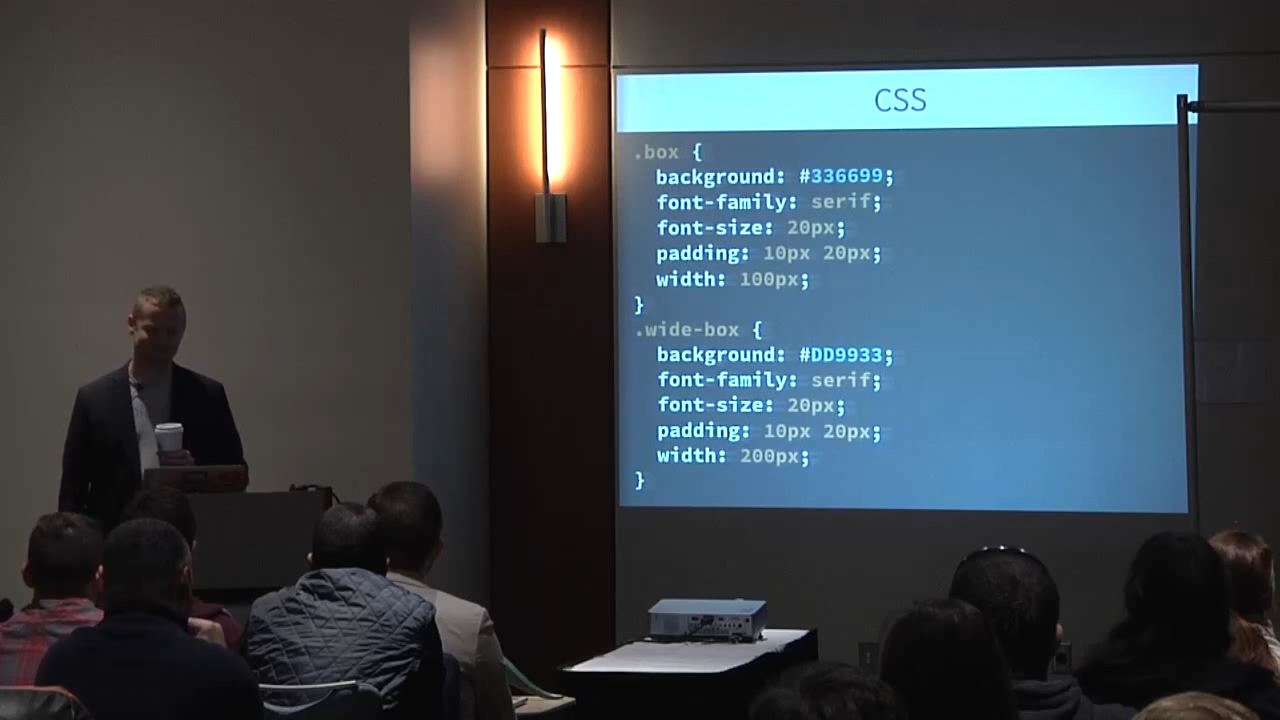 CSS
.box {
background: #336699;
font-family: serif;
font-size: 20px;
padding: 10px 20px;
width: 100px;
}
.wide-box {
background: #DD9933;
font-family: serif;
font-size: 20px;
padding: 10px 20px;
width: 200px;
}